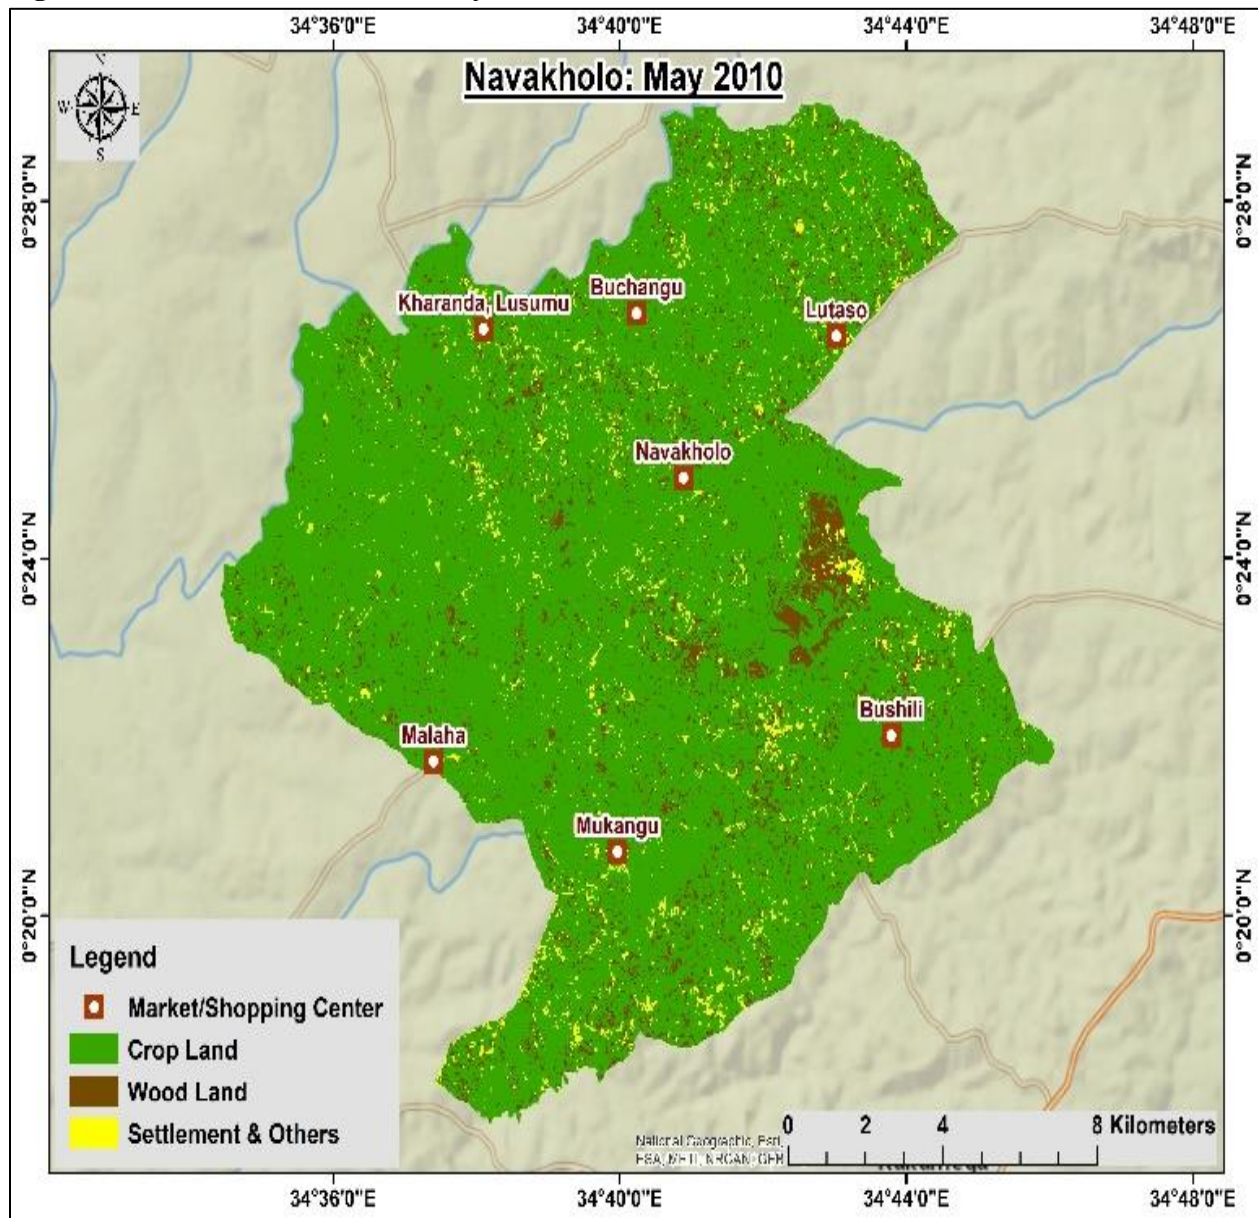 34°36'0"E 34°40'0"E 34°44'0"E 34°48'0"E
Navakholo: May 2010
N
W E
S
0°28'0"N 0°28'0"N
Buchangu
Kharanda, Lusumu
Lutaso
Navakholo
0°24'0"N 0°24'0"N
Bushili
Malaha
Mukangu
0°20'0"N 0°20'0"N
Legend
Market/Shopping Center
Crop Land
Wood Land
Settlement & Others
0 2 4 8 Kilometers
National Geographic, Esri,
34°36'0"E 34°40'0"E 34°44'0"E 34°48'0"E